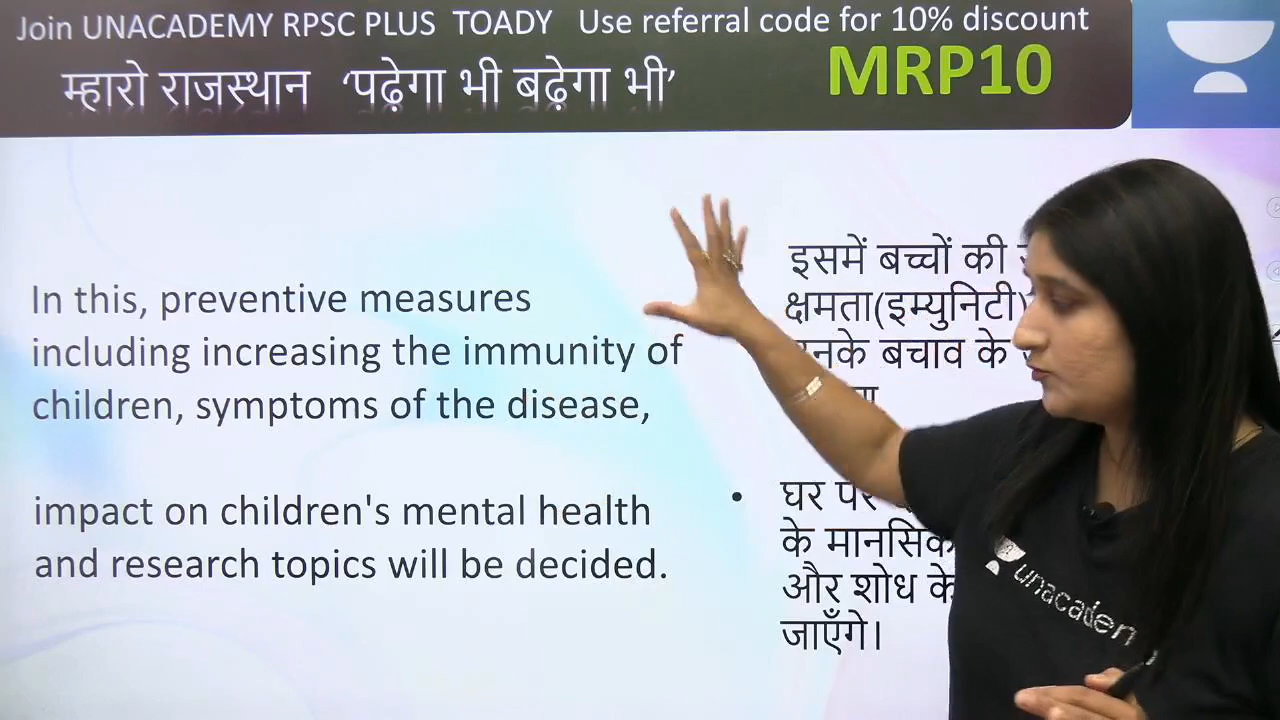 Join UNACADEMY RPSC PLUS TOADY Use referral code for 10% discount
म्हारो राजस्थान ‘पढ़ेगा भी बढ़ेगा भी’
MRP10
In this, preventive measures
including increasing the immunity of
children, symptoms of the disease,
impact on children's mental health
and research topics will be decided.
इसमें बच्चों की
क्षमता(इम्युनिटी)
बचाव के
• घर पर
के मानसिक
और शोध के
जाएँगे।
unacadem